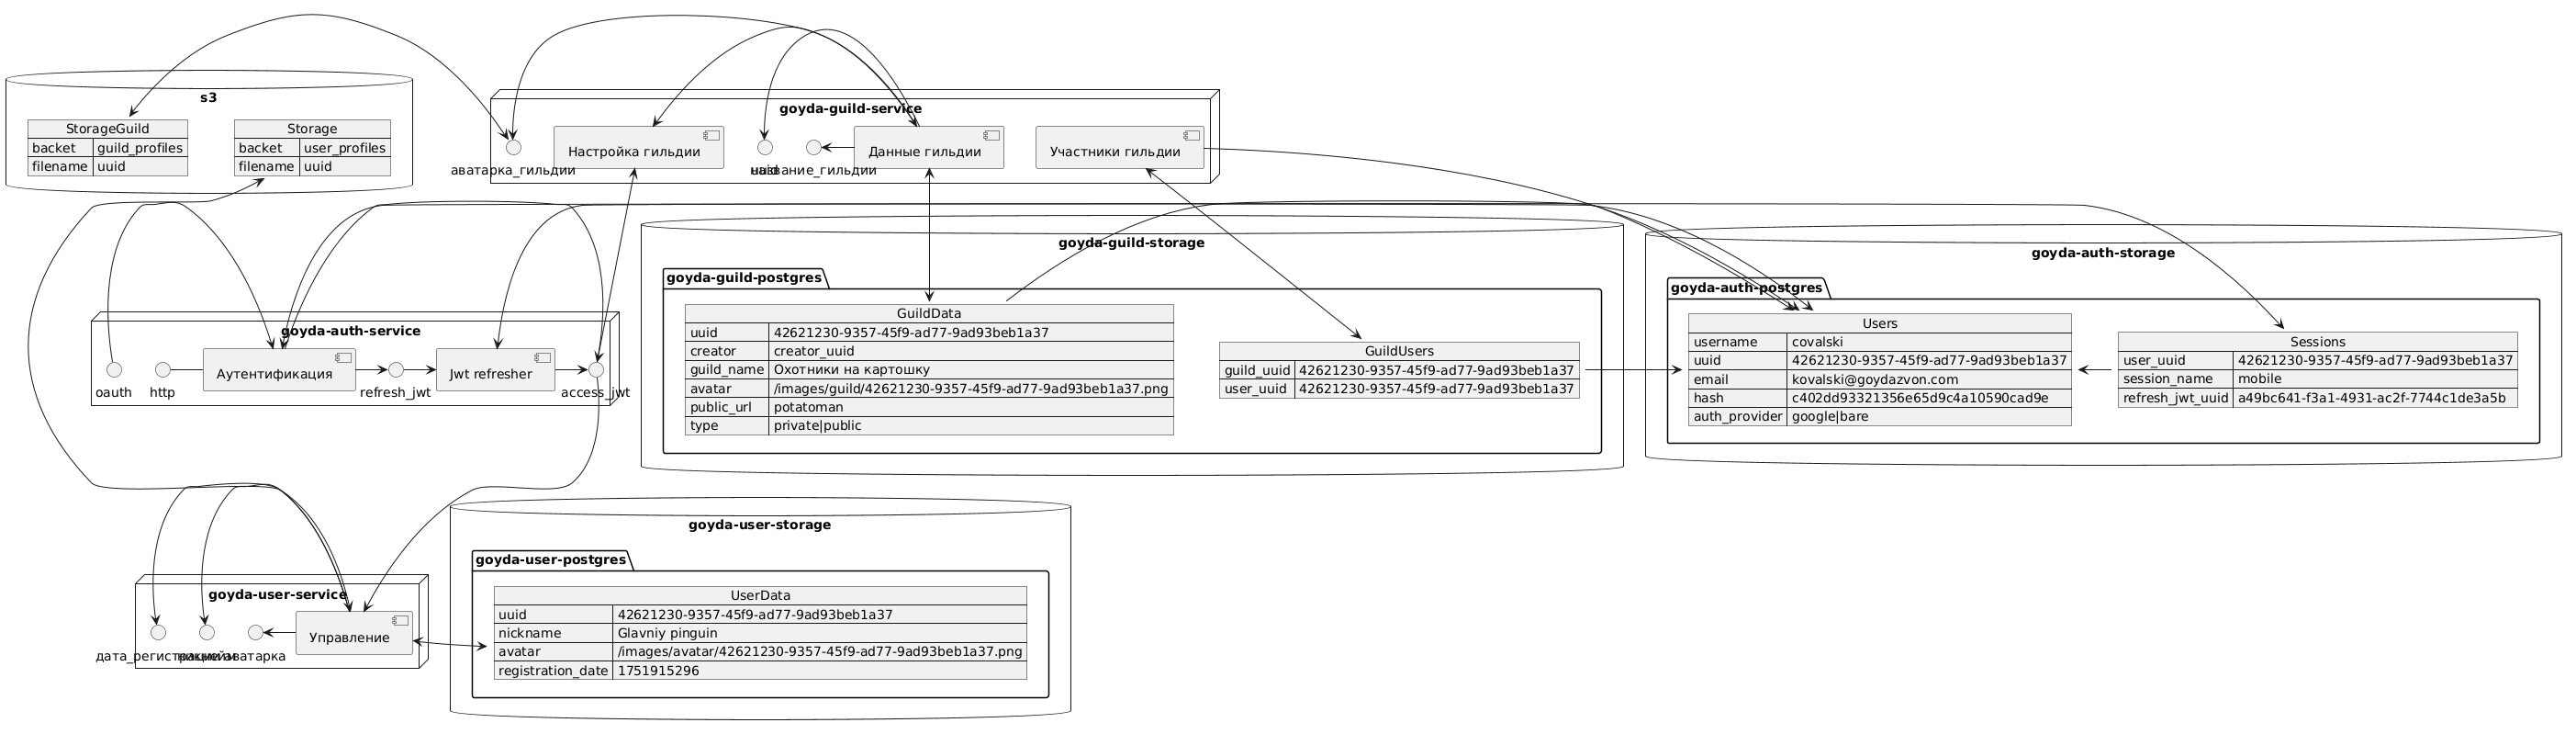 s3
StorageGuild
backet guild_profiles
filename uuid
Storage
backet user_profiles
filename uuid
goyda-guild-service
аватарка_гильдии
Настройка гильдии
uuid
название_гильдии
Данные гильдии
Участники гильдии
goyda-auth-service
oauth
http
Аутентификация
refresh_jwt
Jwt refresher
access_jwt
goyda-guild-storage
goyda-guild-postgres
GuildData
uuid 42621230-9357-45f9-ad77-9ad93beb1a37
creator creator_uuid
guild_name Охотники на картошку
avatar /images/guild/42621230-9357-45f9-ad77-9ad93beb1a37.png
public_url potatoman
type private|public
GuildUsers
guild_uuid 42621230-9357-45f9-ad77-9ad93beb1a37
user_uuid 42621230-9357-45f9-ad77-9ad93beb1a37
goyda-auth-storage
goyda-auth-postgres
Users
username covalski
uuid 42621230-9357-45f9-ad77-9ad93beb1a37
email kovalski@goydazvon.com
hash c402dd93321356e65d9c4a10590cad9e
auth_provider google|bare
Sessions
user_uuid 42621230-9357-45f9-ad77-9ad93beb1a37
session_name mobile
refresh_jwt_uuid a49bc641-f3a1-4931-ac2f-7744c1de3a5b
goyda-user-service
дата_регистрации
аватарка
Управление
goyda-user-storage
goyda-user-postgres
UserData
uuid 42621230-9357-45f9-ad77-9ad93beb1a37
nickname Glavniy pinguin
avatar /images/avatar/42621230-9357-45f9-ad77-9ad93beb1a37.png
registration_date 1751915296